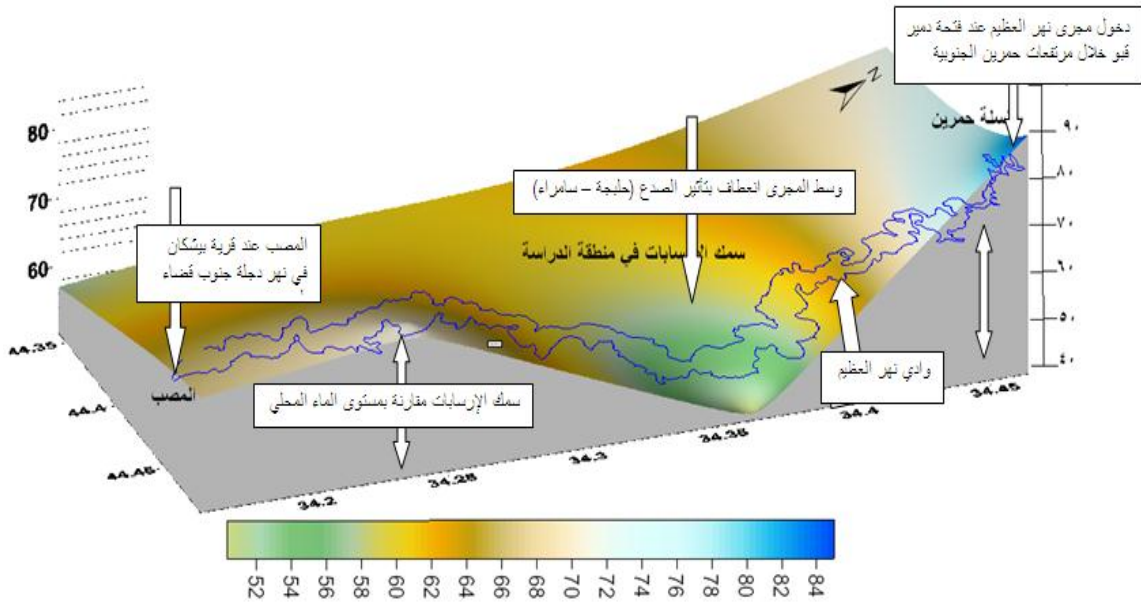 دخول مجرى نهر العظيم عند فتحة دمير
قبو خلال مرتفعات حمرين الجنوبية
حمرين
وسط المجرى انعطاف بتأثير الصدع (حلبجة – سامراء)
سمك في منطقة الدراسة
المصب عند قرية بيشكان
في نهر دجلة جنوب قضاء
المصب
سمك الإرسابات مقارنة بمستوى الماء المحلي
وادي نهر العظيم
N
80
70
60
٩٠
٨٠
٧٠
٦٠
٥٠
٤٠
44.35
44.4
44.45
34.2
34.25
34.3
34.35
34.4
34.45
52 54 56 58 60 62 64 66 68 70 72 74 76 78 80 82 84